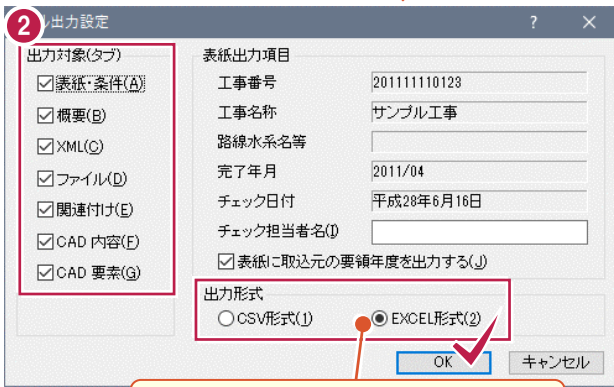 2
ル出力設定
出力対象(タブ)
表紙・条件(A)
概要(B)
XML(C)
ファイル(D)
関連付け(E)
CAD 内容(F)
CAD 要素(G)
表紙出力項目
工事番号 201111110123
工事名称 サンプル工事
路線水系名等
完了年月 2011/04
チェック日付 平成28年6月16日
チェック担当者名(I)
表紙に取込元の要領年度を出力する(J)
出力形式
CSV形式(1) EXCEL形式(2)
OK キャンセル